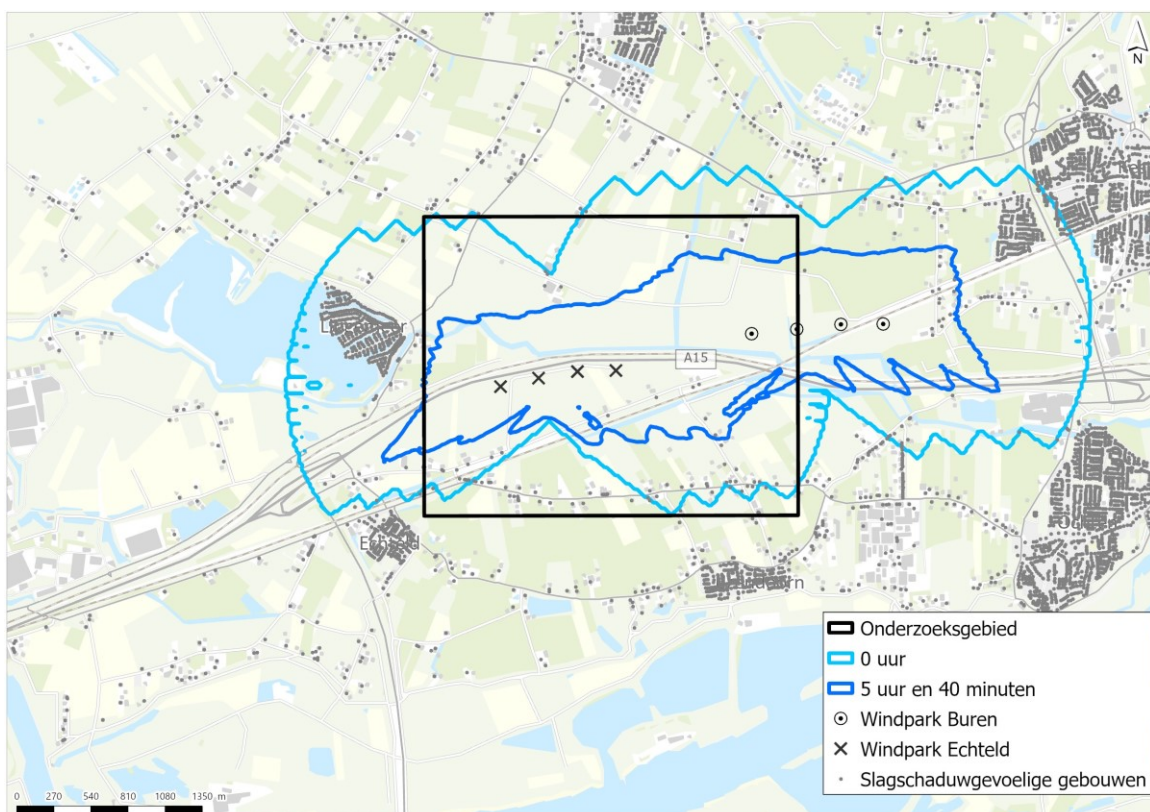 N
A15
Onderzoeksgebied
0 uur
5 uur en 40 minuten
Windpark Buren
Windpark Echteld
Slagschaduwgevoelige gebouwen
0 270 540 810 1080 1350 m